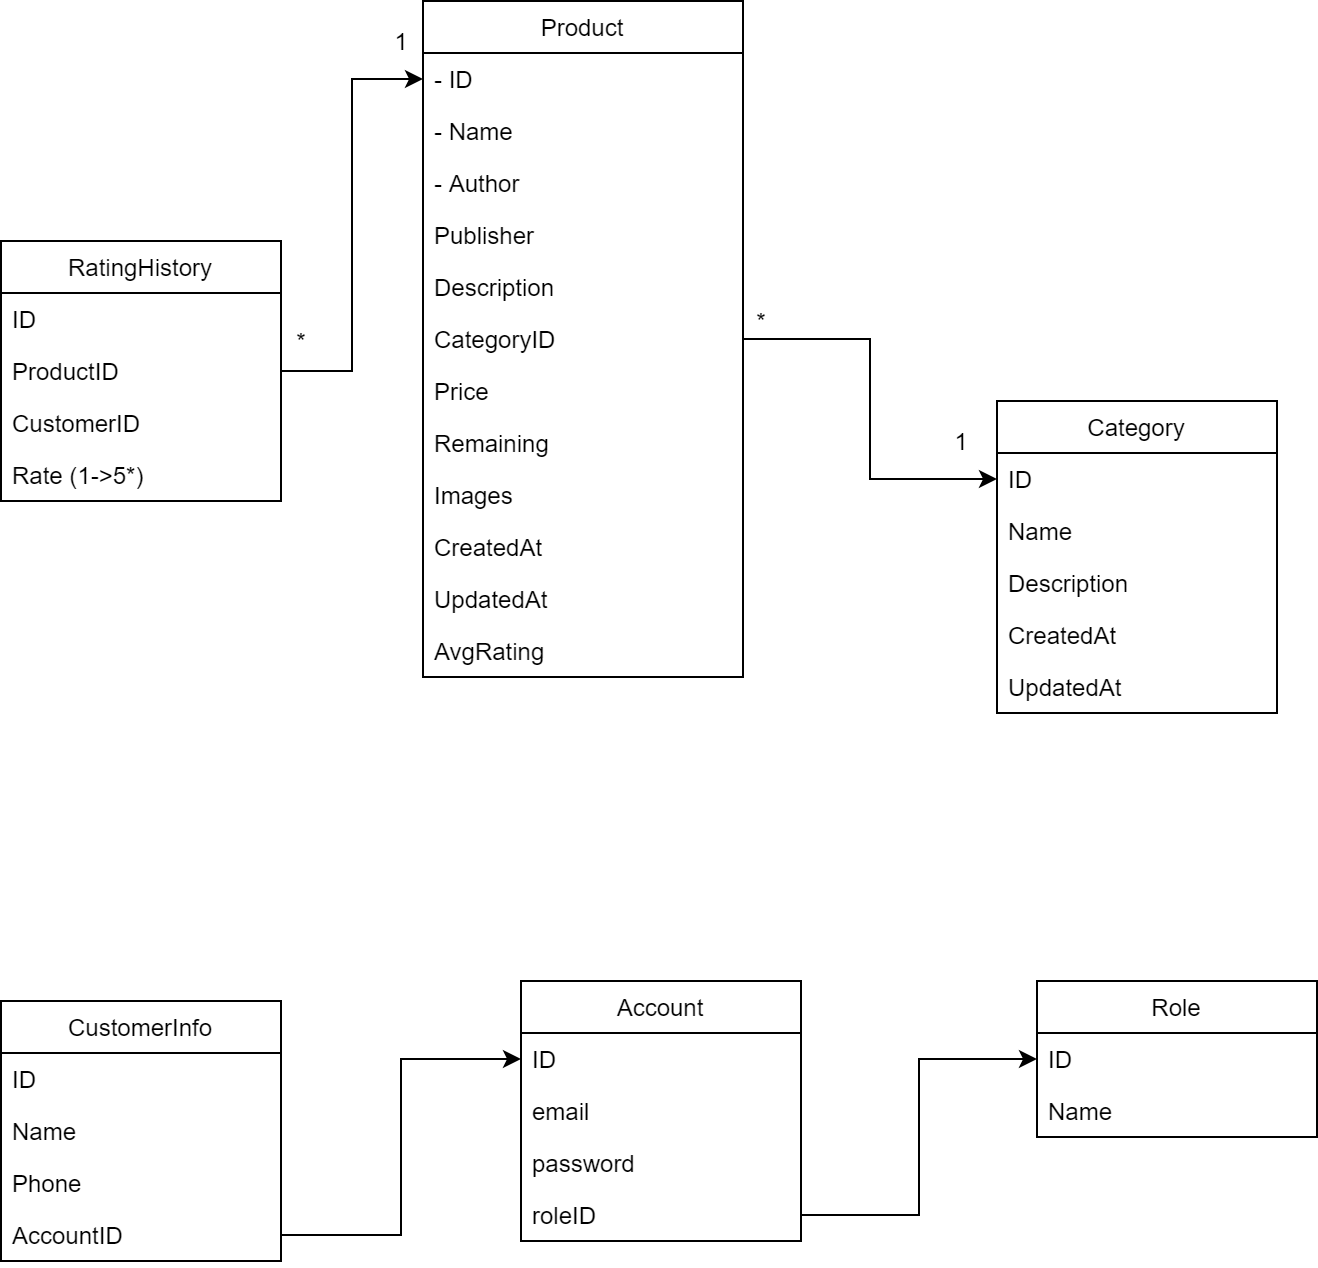 Product
1
- ID
- Name
- Author
Publisher
Description
CategoryID
Price
Remaining
Images
CreatedAt
UpdatedAt
AvgRating
RatingHistory
ID
*
ProductID
CustomerID
Rate (1->5*)
*
1
Category
ID
Name
Description
CreatedAt
UpdatedAt
CustomerInfo
ID
Name
Phone
AccountID
Account
ID
email
password
roleID
Role
ID
Name